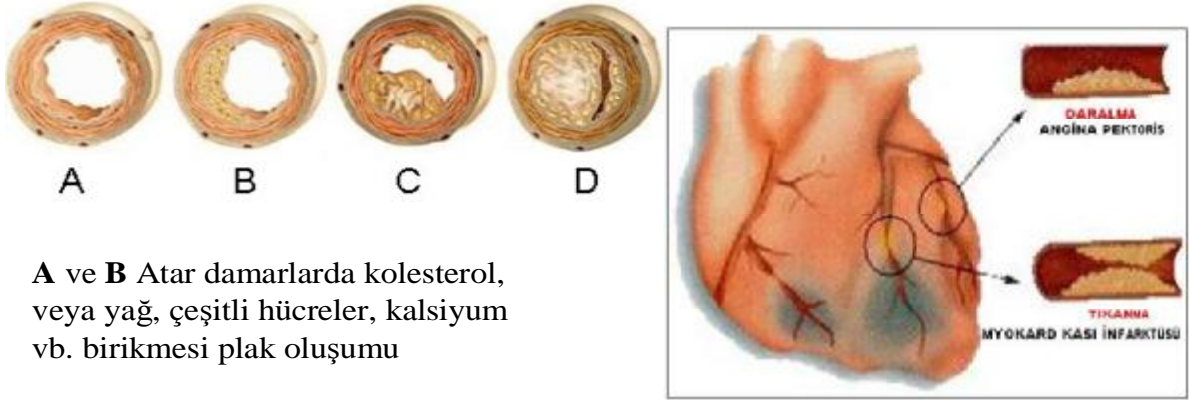 A B C D
A ve B Atar damarlarda kolesterol,
veya yağ, çeşitli hücreler, kalsiyum
vb. birikmesi plak oluşumu
DARALMA
ANGİNA PEKTORİS
TIKANMA
MYOKARD KASI İNFARKTÜSÜ